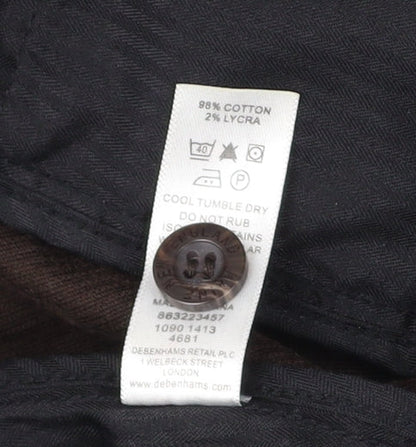 98% COTTON
2% LYCRA
40
P
COOL TUMBLE DRY
DO NOT RUB
863223457
1090 1413
4681
DEBENHAMS RETAIL PLC
1 WELBECK STREET
LONDON
www.debenhams.com